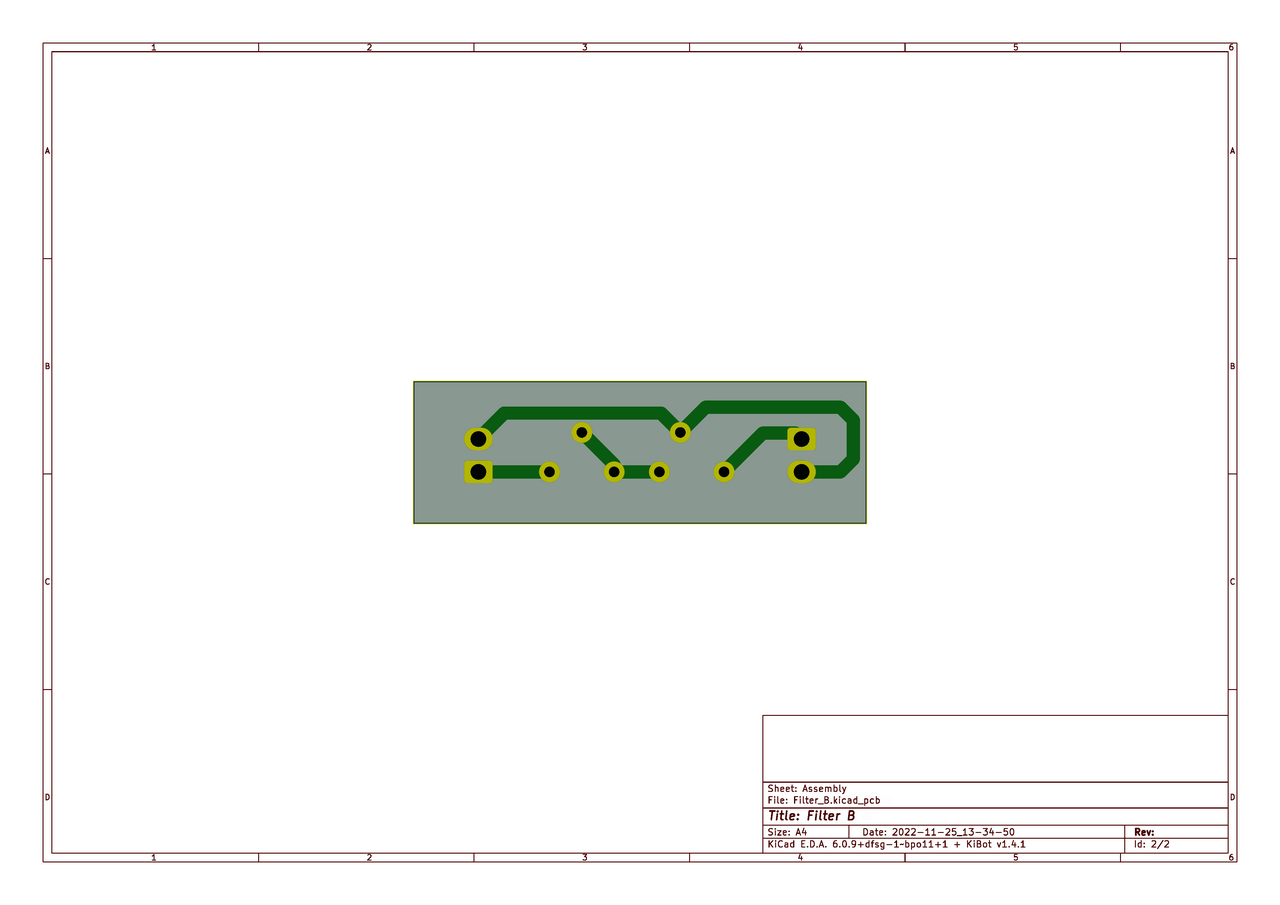 1 2 3 4 5 6
A A
B B
C C
D D
Sheet: Assembly
File: Filter_B.kicad_pcb
Title: Filter B
Size: A4 Date: 2022-11-25_13-34-50 Rev:
KiCad E.D.A. 6.0.9+dfsg-1~bpo11+1 + KiBot v1.4.1 Id: 2/2
1 2 3 4 5 6